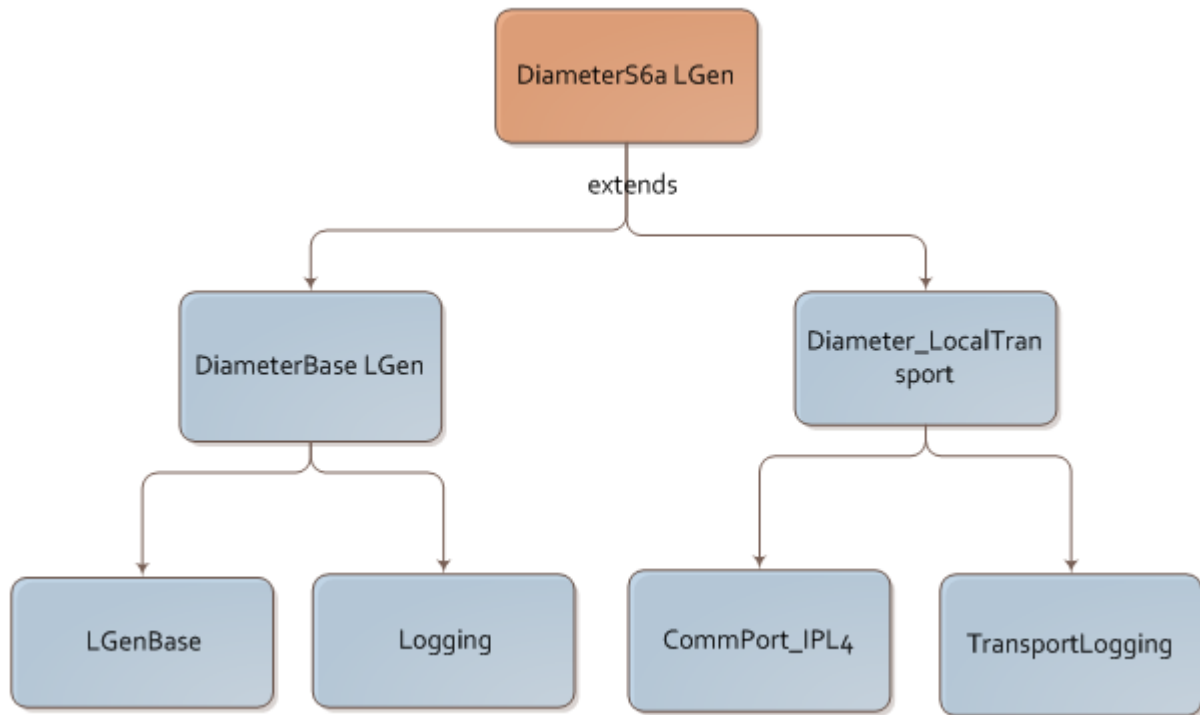 DiameterS6a LGen
extends
DiameterBase LGen
Diameter_LocalTran
sport
LGenBase
Logging
CommPort_IPL4
TransportLogging